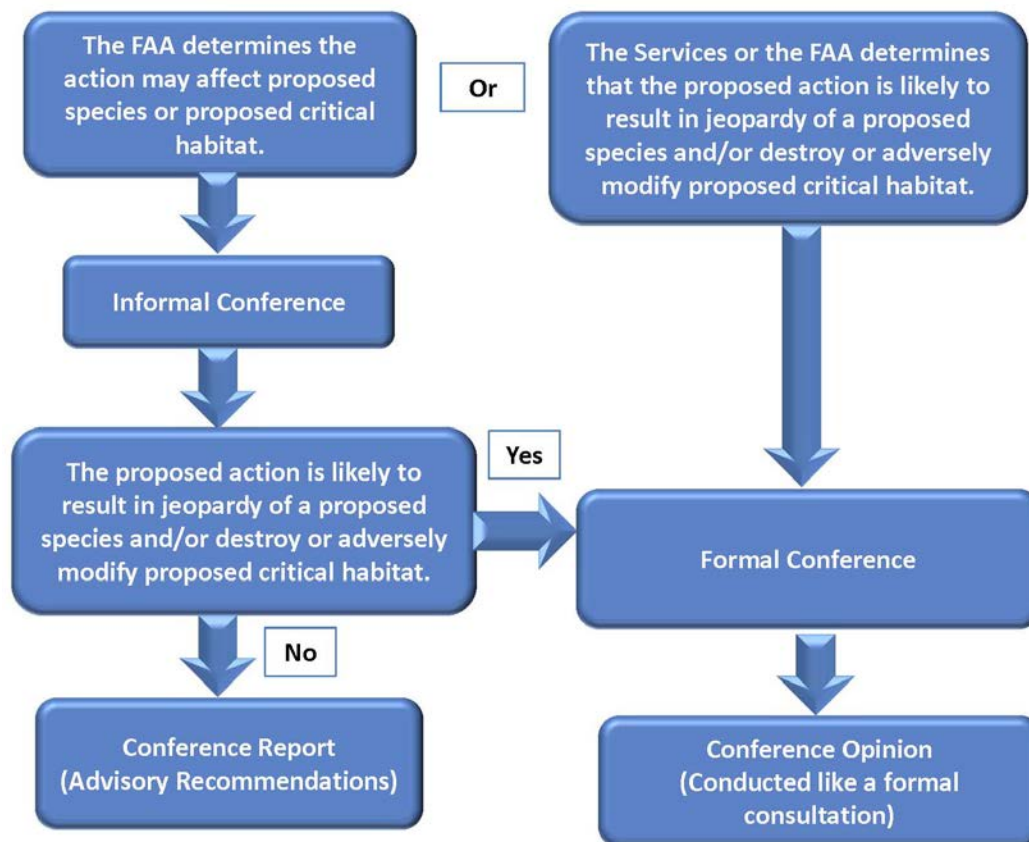 The FAA determines the
action may affect proposed
species or proposed critical
habitat.
Or
The Services or the FAA determines
that the proposed action is likely to
result in jeopardy of a proposed
species and/or destroy or adversely
modify proposed critical habitat.
Informal Conference
The proposed action is likely to
result in jeopardy of a proposed
species and/or destroy or adversely
modify proposed critical habitat.
Yes
Formal Conference
No
Conference Report
(Advisory Recommendations)
Conference Opinion
(Conducted like a formal
consultation)